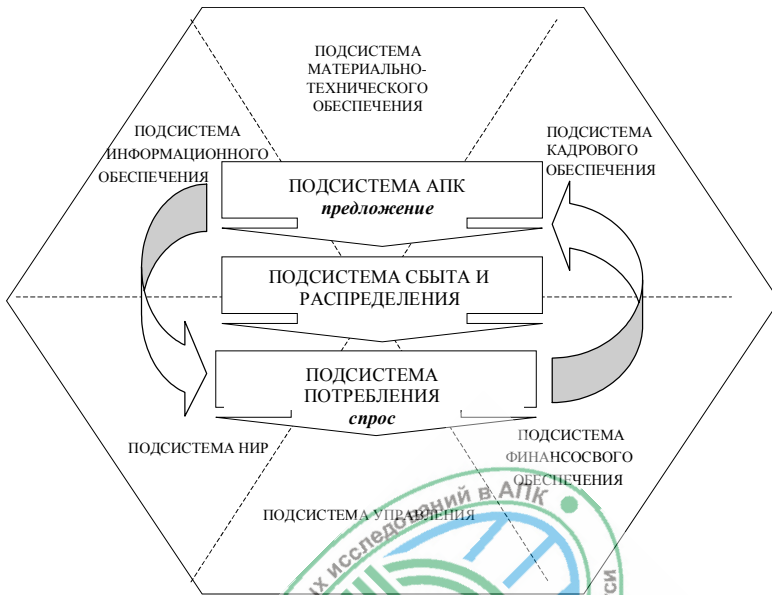 ПОДСИСТЕМА
МАТЕРИАЛЬНО-
ТЕХНИЧЕСКОГО
ОБЕСПЕЧЕНИЯ
ПОДСИСТЕМА
ИНФОРМАЦИОННОГО
ОБЕСПЕЧЕНИЯ
ПОДСИСТЕМА
КАДРОВОГО
ОБЕСПЕЧЕНИЯ
ПОДСИСТЕМА АПК
предложение
ПОДСИСТЕМА СБЫТА И
РАСПРЕДЕЛЕНИЯ
ПОДСИСТЕМА
ПОТРЕБЛЕНИЯ
спрос
ПОДСИСТЕМА НИР
ПОДСИСТЕМА
ФИНАНСОСВОГО
ОБЕСПЕЧЕНИЯ
ПОДСИСТЕМА УПРАВЛЕНИЯ
исследований в АПК